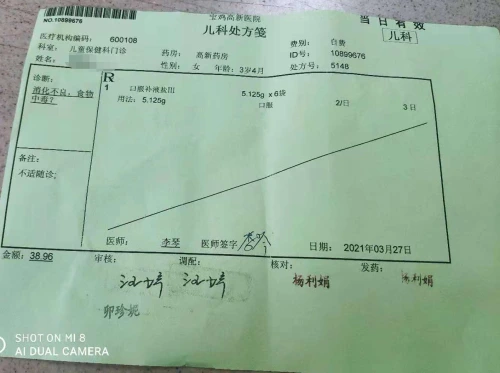 NO.10899676
宝鸡高新医院
当日有效
儿科处方笺
儿科
医疗机构编码: 600108
费别: 自费
科室: 儿童保健科门诊
药房: 高新药房
ID号: 10899676
姓名:
性别: 女 年龄: 3岁4月
处方号: 5148
诊断:
消化不良, 食物中毒?
R
1 口服补液盐III 5.125g ×6袋
用法: 5.125g 口服 2/日 3 日
备注:
不适随诊;
医师: 李琴 医师签字 日期: 2021年03月27日
金额: 38.96 审核: 调配: 核对: 发药:
杨利娟
SHOT ON MI 8
AI DUAL CAMERA